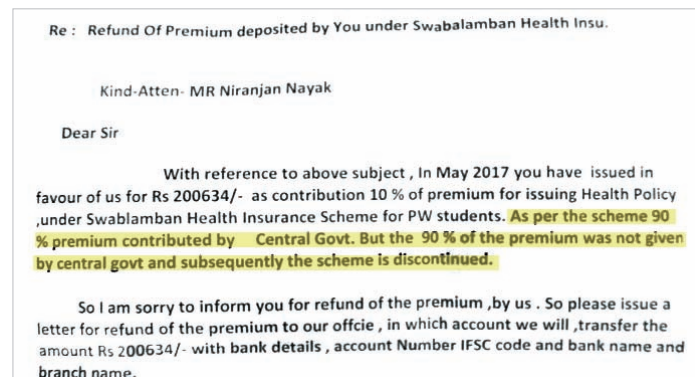 Re : Refund Of Premium deposited by You under Swabalamban Health Insu.
Kind-Atten- MR Niranjan Nayak
Dear Sir
With reference to above subject , In May 2017 you have issued in
favour of us for Rs 200634/- as contribution 10 % of premium for issuing Health Policy
,under Swablamban Health Insurance Scheme for PW students. As per the scheme 90
% premium contributed by Central Govt. But the 90 % of the premium was not given
by central govt and subsequently the scheme is discontinued.
So I am sorry to inform you for refund of the premium ,by us . So please issue a
letter for refund of the premium to our offcie , in which account we will ,transfer the
amount Rs 200634/- with bank details , account Number IFSC code and bank name and
branch name.